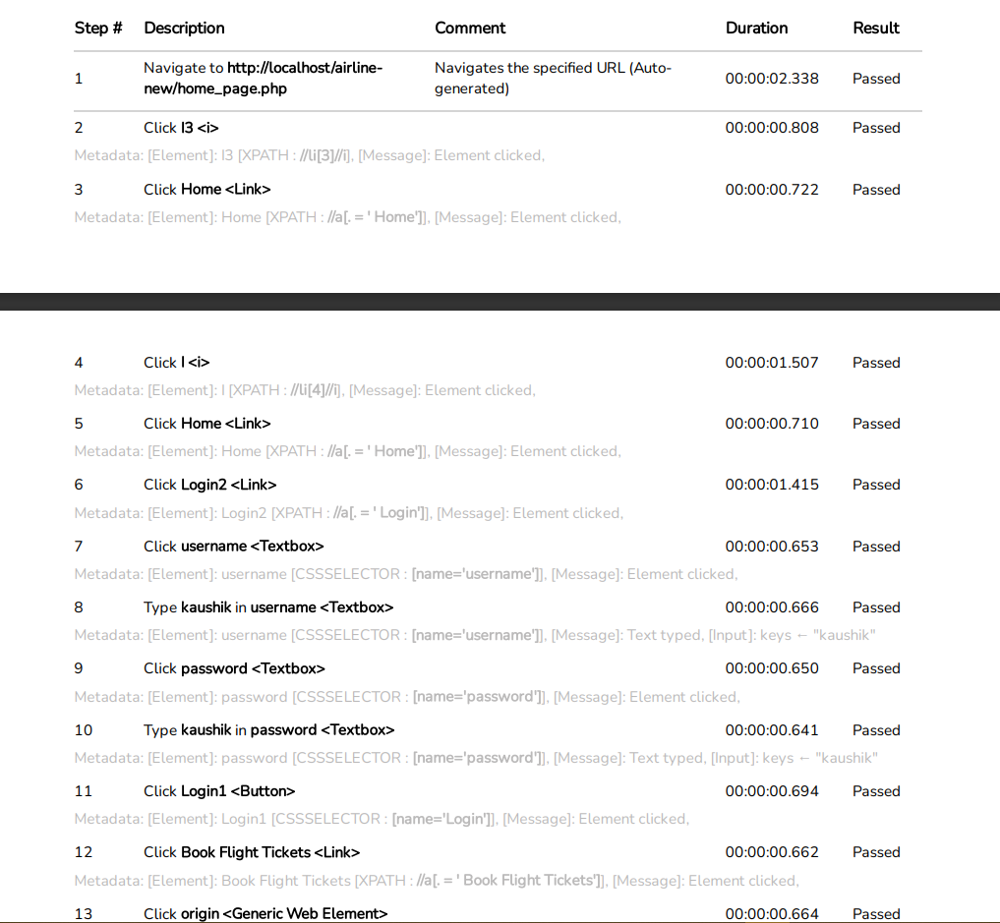 Step # Description Comment Duration Result
1 Navigate to http://localhost/airline-new/home_page.php Navigates the specified URL (Auto-generated) 00:00:02.338 Passed
2 Click I3 <i> 00:00:00.808 Passed
Metadata: [Element]: I3 [XPATH : //li[3]//i], [Message]: Element clicked,
3 Click Home <Link> 00:00:00.722 Passed
Metadata: [Element]: Home [XPATH : //a[. = ' Home']], [Message]: Element clicked,
4 Click I <i> 00:00:01.507 Passed
Metadata: [Element]: I [XPATH : //li[4]//i], [Message]: Element clicked,
5 Click Home <Link> 00:00:00.710 Passed
Metadata: [Element]: Home [XPATH : //a[. = ' Home']], [Message]: Element clicked,
6 Click Login2 <Link> 00:00:01.415 Passed
Metadata: [Element]: Login2 [XPATH : //a[. = ' Login']], [Message]: Element clicked,
7 Click username <Textbox> 00:00:00.653 Passed
Metadata: [Element]: username [CSSSELECTOR : [name='username']], [Message]: Element clicked,
8 Type kaushik in username <Textbox> 00:00:00.666 Passed
Metadata: [Element]: username [CSSSELECTOR : [name='username']], [Message]: Text typed, [Input]: keys ← "kaushik"
9 Click password <Textbox> 00:00:00.650 Passed
Metadata: [Element]: password [CSSSELECTOR : [name='password']], [Message]: Element clicked,
10 Type kaushik in password <Textbox> 00:00:00.641 Passed
Metadata: [Element]: password [CSSSELECTOR : [name='password']], [Message]: Text typed, [Input]: keys ← "kaushik"
11 Click Login1 <Button> 00:00:00.694 Passed
Metadata: [Element]: Login1 [CSSSELECTOR : [name='Login']], [Message]: Element clicked,
12 Click Book Flight Tickets <Link> 00:00:00.662 Passed
Metadata: [Element]: Book Flight Tickets [XPATH : //a[. = ' Book Flight Tickets']], [Message]: Element clicked,
13 Click origin <Generic Web Element> 00:00:00.664 Passed